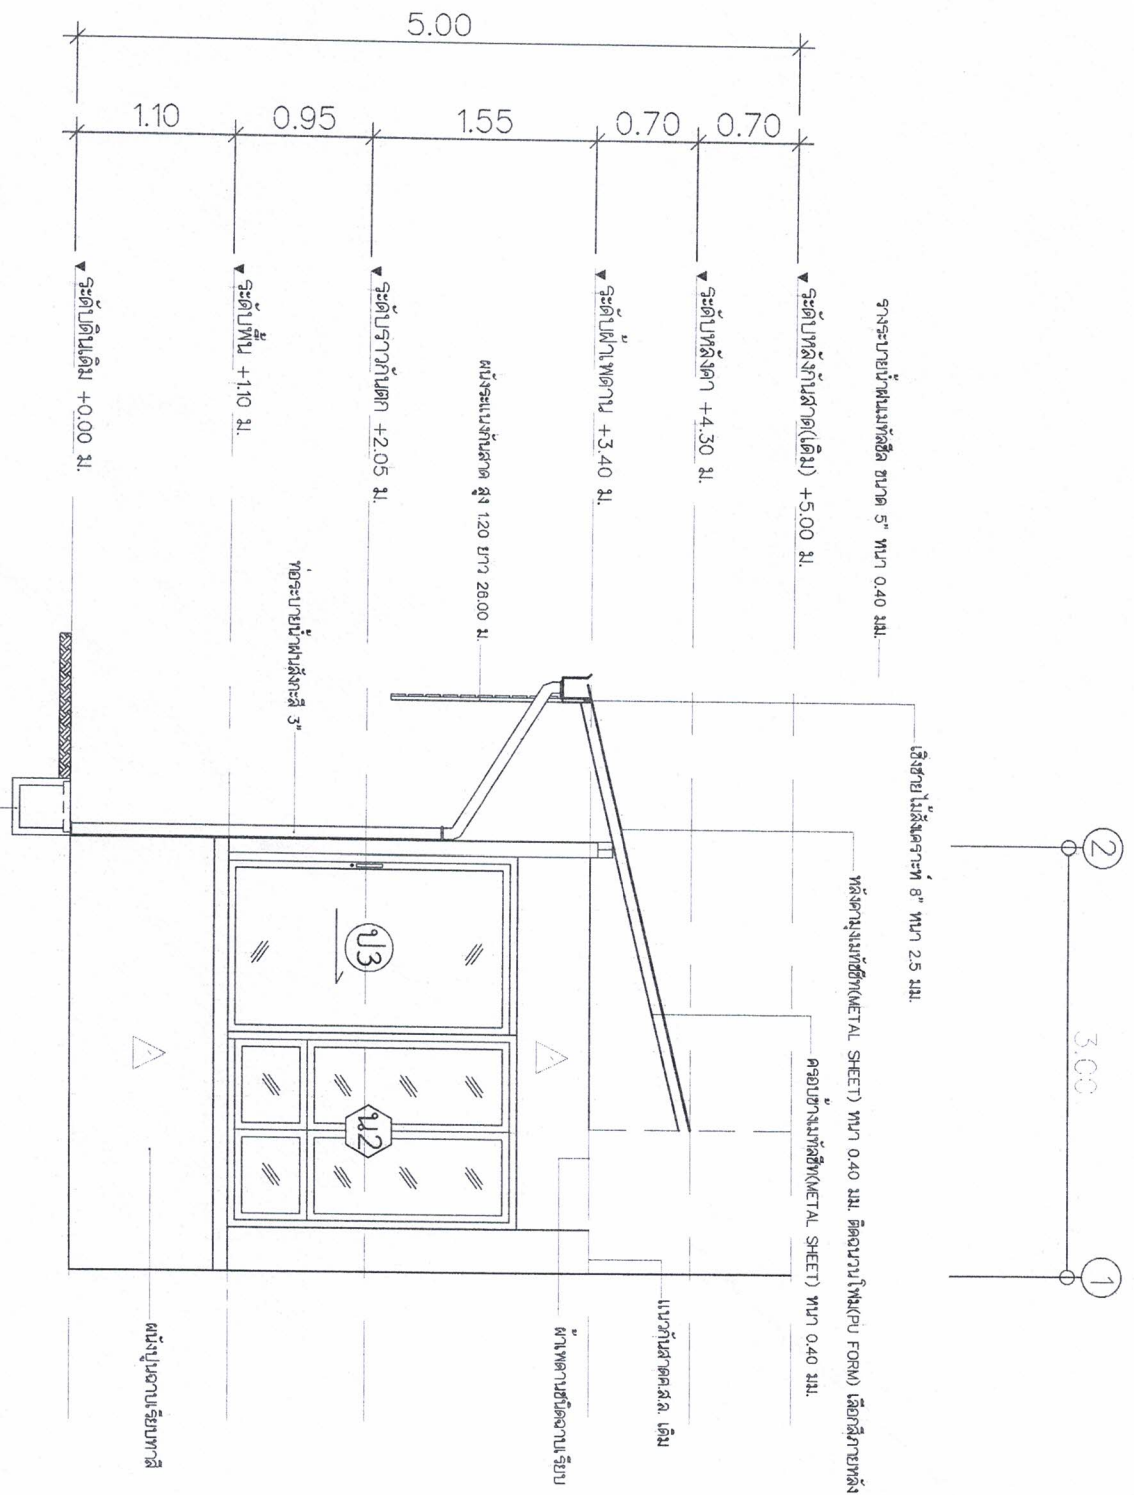 ② ①
3.00
รางระบายน้ำฝนเมทัลชีล ขนาด 5" หนา 0.40 มม.
เชิงชายไม้สังเคราะห์ 8" หนา 2.5 มม.
หลังคามุงเมทัชชีท(METAL SHEET) หนา 0.40 มม. ติดฉนวนโฟม(PU FORM) เลือกสีภายหลัง
ครอบข้างเมทัลชีท(METAL SHEET) หนา 0.40 มม.
5.00
0.70
▼ ระดับหลังกันสาด(เดิม) +5.00 ม.
0.70
▼ ระดับหลังคา +4.30 ม.
แนวกันสาดค.ส.ล. เดิม
1.55
▼ ระดับฝ้าเพดาน +3.40 ม.
ฝ้าเพดานชนิดฉาบเรียบ
ผนังระแนงกันสาด สูง 1.20 ยาว 26.00 ม.
0.95
▼ ระดับราวกันตก +2.05 ม.
ป3
น2
ท่อระบายน้ำฝนสังกะสี 3"
1.10
▼ ระดับพื้น +1.10 ม.
ผนังปูนฉาบเรียบทาสี
▼ ระดับดินเดิม +0.00 ม.